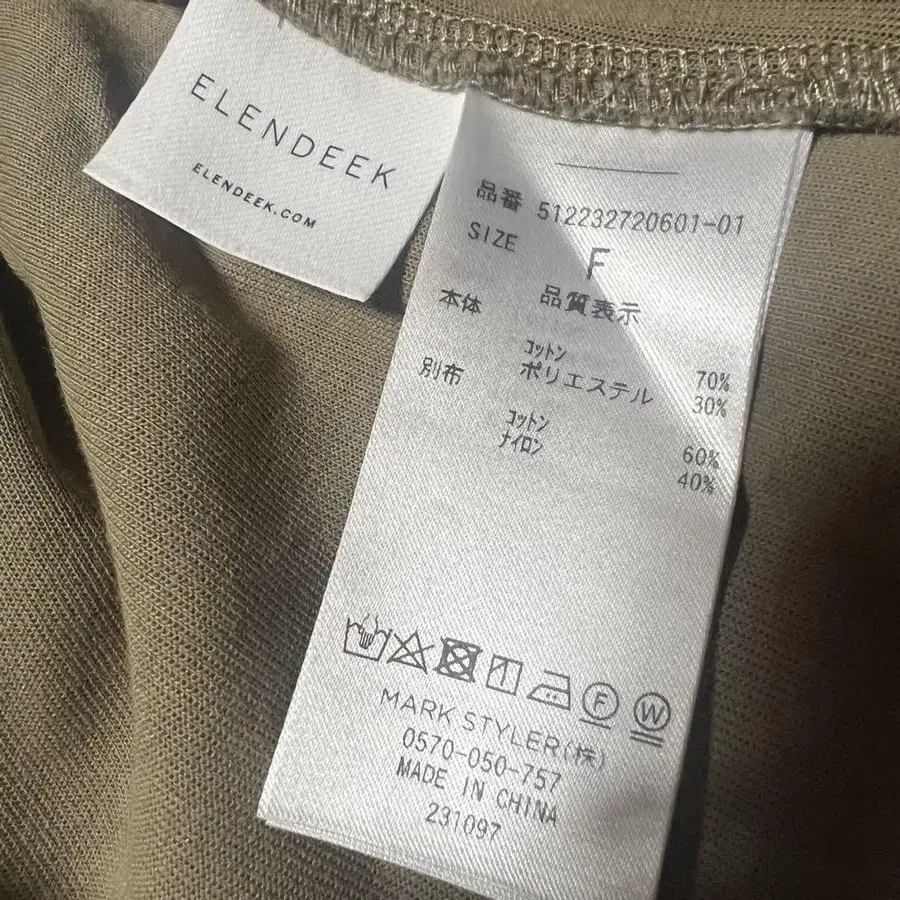 ELENDEEK
ELENDEEK.COM
品番 512232720601-01
SIZE F
品質表示
本体
コットン 70%
ポリエステル 30%
別布
コットン 60%
ナイロン 40%
F W
MARK STYLER(株)
0570-050-757
MADE IN CHINA
231097